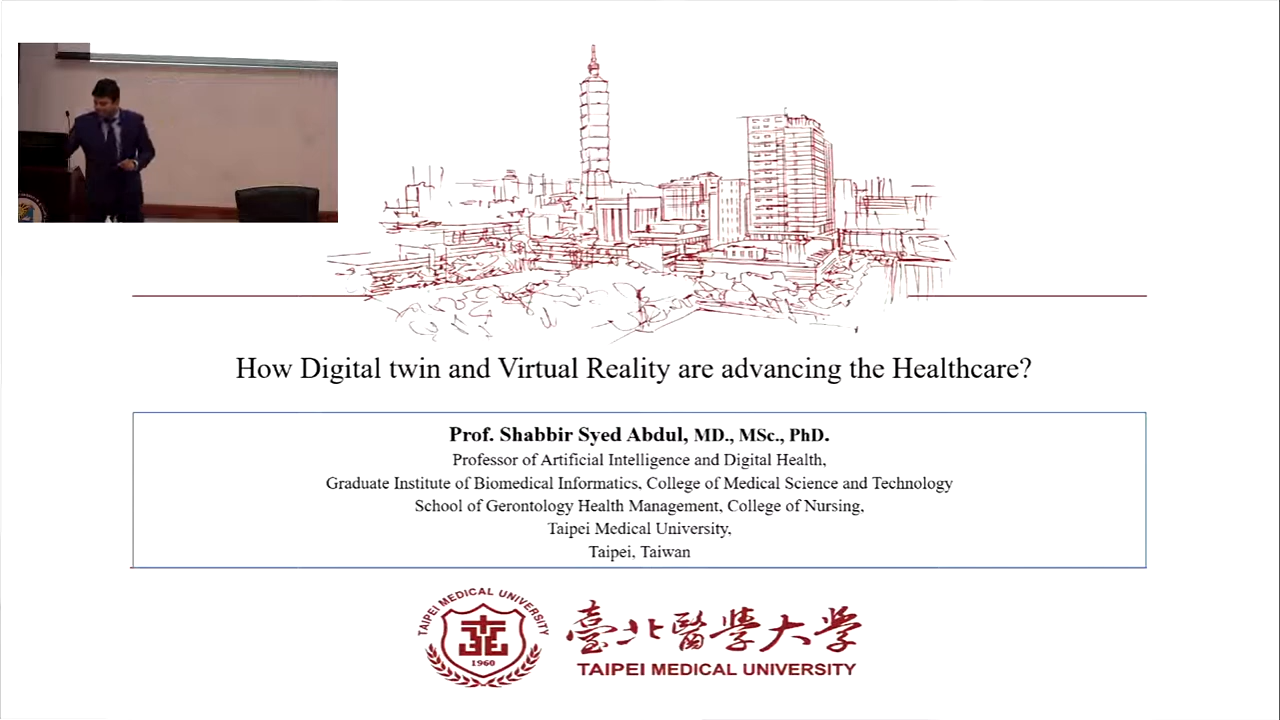 How Digital twin and Virtual Reality are advancing the Healthcare?
Prof. Shabbir Syed Abdul, MD., MSc., PhD.
Professor of Artificial Intelligence and Digital Health,
Graduate Institute of Biomedical Informatics, College of Medical Science and Technology
School of Gerontology Health Management, College of Nursing,
Taipei Medical University,
Taipei, Taiwan
TAIPEI MEDICAL UNIVERSITY
1960
臺北醫學大學
TAIPEI MEDICAL UNIVERSITY